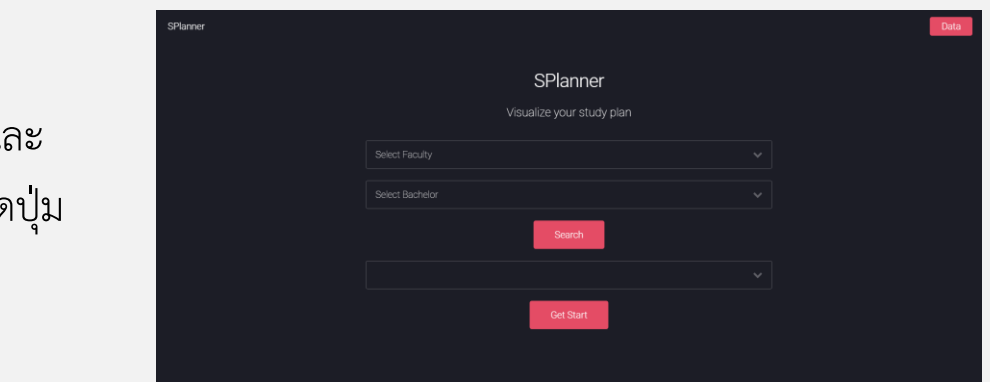 SPlanner
Data
SPlanner
Visualize your study plan
และ
ดปุ่ม
Select Faculty
Select Bachelor
Search
Get Start